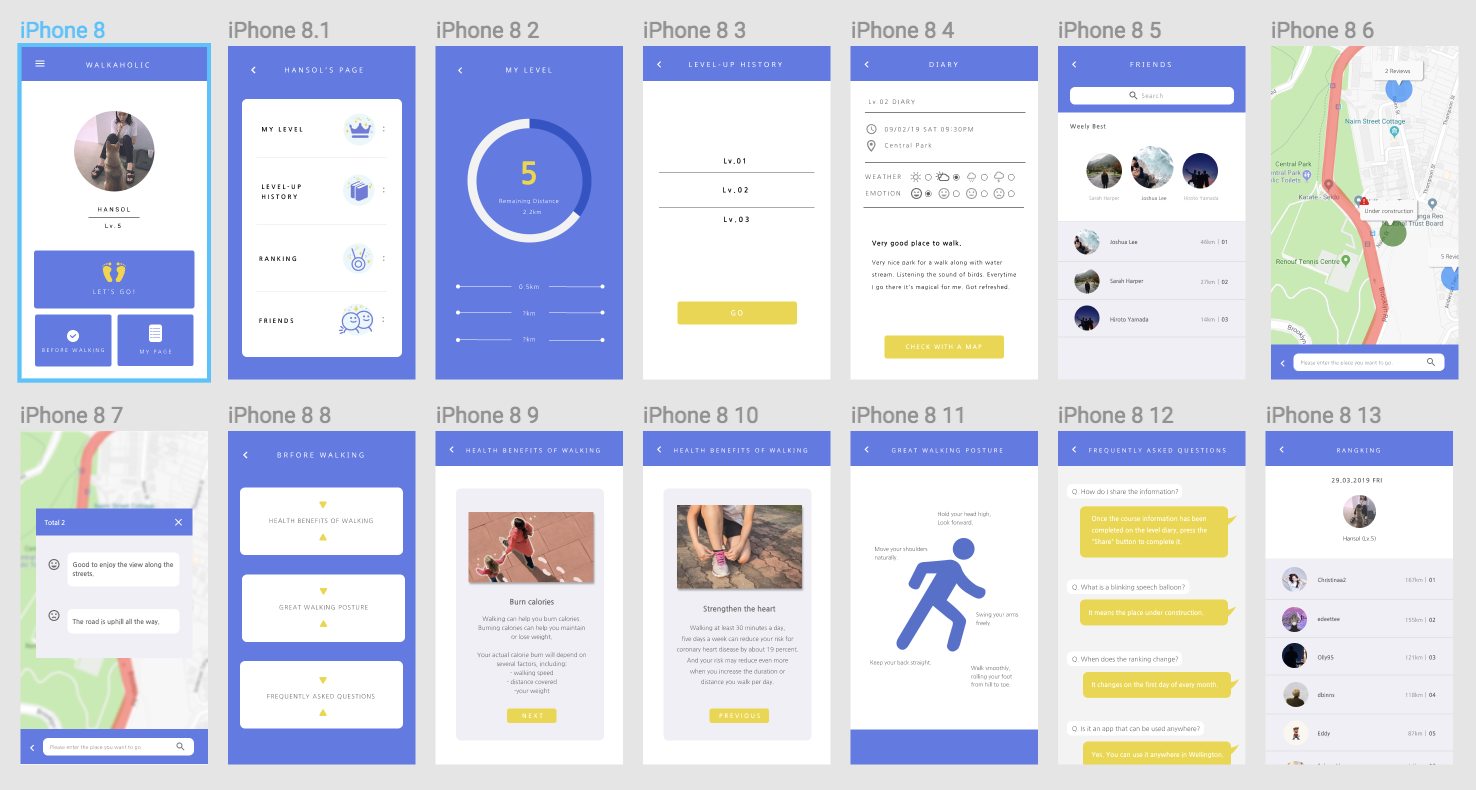 iPhone 8
WALKAHOLIC
HANSOL
Lv.5
LET'S GO!
BEFORE WALKING
MY PAGE
iPhone 8.1
HANSOL'S PAGE
MY LEVEL
LEVEL-UP
HISTORY
RANKING
FRIENDS
iPhone 8 2
MY LEVEL
5
Remaining Distance
2.2km
0.5km
?km
?km
iPhone 8 3
LEVEL-UP HISTORY
Lv.01
Lv.02
Lv.03
GO
iPhone 8 4
DIARY
Lv.02 DIARY
09/02/19 SAT 09:30PM
Central Park
WEATHER
EMOTION
Very good place to walk.
Very nice park for a walk along with water
stream. Listening the sound of birds. Everytime
I go there it's magical for me. Got refreshed.
CHECK WITH A MAP
iPhone 8 5
FRIENDS
Search
Weely Best
Sarah Harper
Joshua Lee
Hiroto Yamada
Joshua Lee 46km | 01
Sarah Harper 27km | 02
Hiroto Yamada 14km | 03
iPhone 8 6
2 Reviews
Nairn St
Thompson St
Nairn Street Cottage
Central Park
Central Park
Public Toilets
Karate - Seido
Under construction
Trust Board
Renouf Tennis Centre
5 Revie
Brooklyn Rd
Brooklyn
Please enter the place you want to go
iPhone 8 7
Total 2
Good to enjoy the view along the
streets.
The road is uphill all the way.
Please enter the place you want to go
iPhone 8 8
BRFORE WALKING
HEALTH BENEFITS OF WALKING
GREAT WALKING POSTURE
FREQUENTLY ASKED QUESTIONS
iPhone 8 9
HEALTH BENEFITS OF WALKING
Burn calories
Walking can help you burn calories.
Burning calories can help you maintain
or lose weight.
Your actual calorie burn will depend on
several factors, including:
- walking speed
- distance covered
-your weight
NEXT
iPhone 8 10
HEALTH BENEFITS OF WALKING
Strengthen the heart
Walking at least 30 minutes a day,
five days a week can reduce your risk for
coronary heart disease by about 19 percent.
And your risk may reduce even more
when you increase the duration or
distance you walk per day.
PREVIOUS
iPhone 8 11
GREAT WALKING POSTURE
Hold your head high,
Look forward.
Move your shoulders
naturally.
Swing your arms
freely.
Keep your back straight.
Walk smoothly,
rolling your foot
from hill to toe.
iPhone 8 12
FREQUENTLY ASKED QUESTIONS
Q. How do I share the information?
Once the course information has been
completed on the level diary, press the
"Share" button to complete it.
Q. What is a blinking speech balloon?
It means the place under construction.
Q. When does the ranking change?
It changes on the first day of every month.
Q. Is it an app that can be used anywhere?
Yes. You can use it anywhere in Wellington.
iPhone 8 13
RANGKING
29.03.2019 FRI
Hansol (Lv.5)
Christinaa2 187km | 01
edeettee 155km | 02
Olly95 121km | 03
dbinns 118km | 04
Eddy 87km | 05